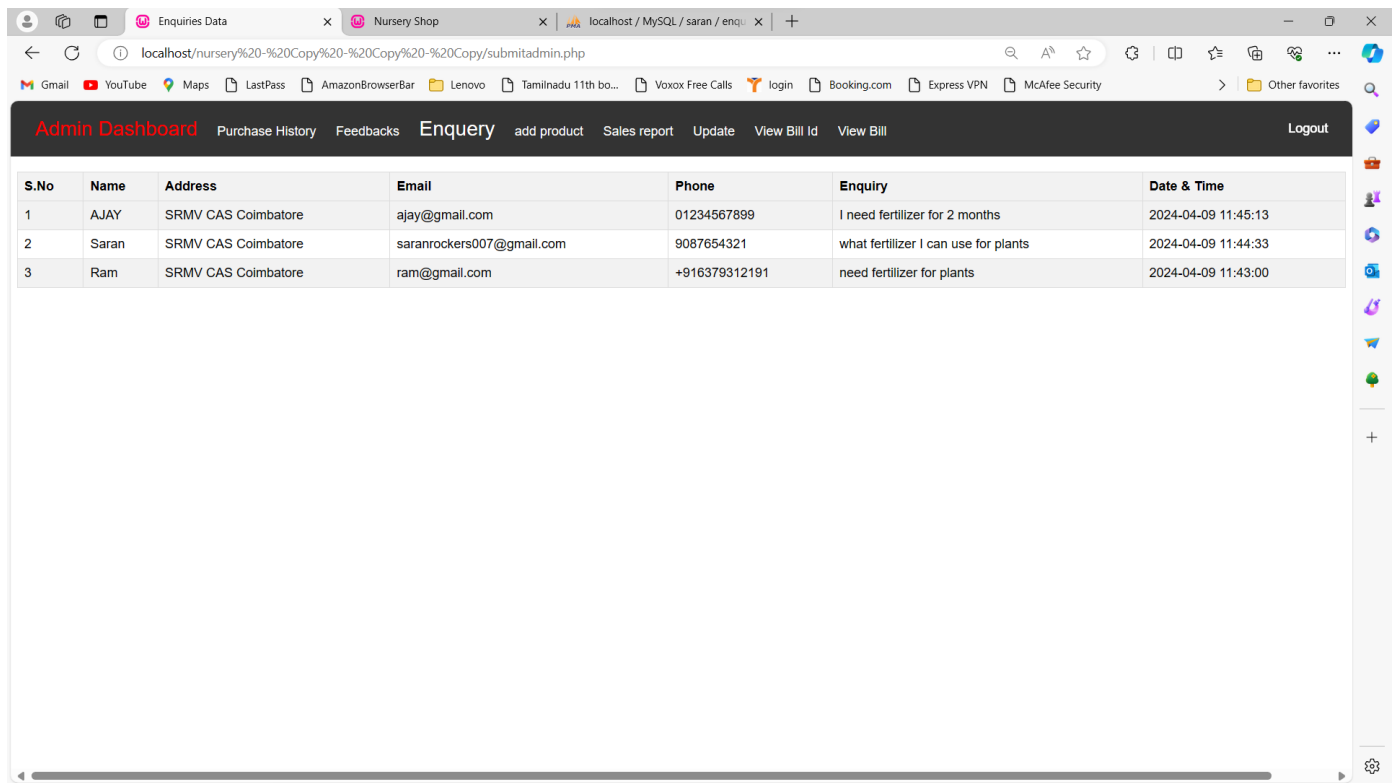 Enquiries Data
Nursery Shop
localhost / MySQL / saran / enqu
localhost/nursery%20-%20Copy%20-%20Copy%20-%20Copy/submitadmin.php
Gmail YouTube Maps LastPass AmazonBrowserBar Lenovo Tamilnadu 11th bo... Voxox Free Calls login Booking.com Express VPN McAfee Security Other favorites
Admin Dashboard Purchase History Feedbacks Enquery add product Sales report Update View Bill Id View Bill Logout
S.No Name Address Email Phone Enquiry Date & Time
1 AJAY SRMV CAS Coimbatore ajay@gmail.com 01234567899 I need fertilizer for 2 months 2024-04-09 11:45:13
2 Saran SRMV CAS Coimbatore saranrockers007@gmail.com 9087654321 what fertilizer I can use for plants 2024-04-09 11:44:33
3 Ram SRMV CAS Coimbatore ram@gmail.com +916379312191 need fertilizer for plants 2024-04-09 11:43:00